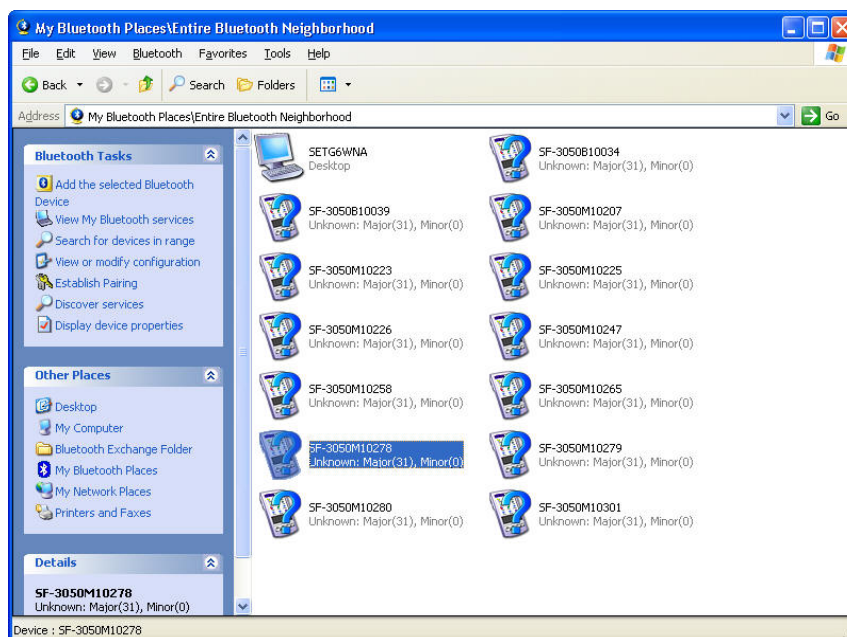 My Bluetooth Places\Entire Bluetooth Neighborhood
File Edit View Bluetooth Favorites Tools Help
Back Search Folders
Address My Bluetooth Places\Entire Bluetooth Neighborhood Go
Bluetooth Tasks
Add the selected Bluetooth
Device
View My Bluetooth services
Search for devices in range
View or modify configuration
Establish Pairing
Discover services
Display device properties
Other Places
Desktop
My Computer
Bluetooth Exchange Folder
My Bluetooth Places
My Network Places
Printers and Faxes
Details
SF-3050M10278
Unknown: Major(31), Minor(0)
SETG6WNA
Desktop
SF-3050B10034
Unknown: Major(31), Minor(0)
SF-3050B10039
Unknown: Major(31), Minor(0)
SF-3050M10207
Unknown: Major(31), Minor(0)
SF-3050M10223
Unknown: Major(31), Minor(0)
SF-3050M10225
Unknown: Major(31), Minor(0)
SF-3050M10226
Unknown: Major(31), Minor(0)
SF-3050M10247
Unknown: Major(31), Minor(0)
SF-3050M10258
Unknown: Major(31), Minor(0)
SF-3050M10265
Unknown: Major(31), Minor(0)
SF-3050M10278
Unknown: Major(31), Minor(0)
SF-3050M10279
Unknown: Major(31), Minor(0)
SF-3050M10280
Unknown: Major(31), Minor(0)
SF-3050M10301
Unknown: Major(31), Minor(0)
Device : SF-3050M10278